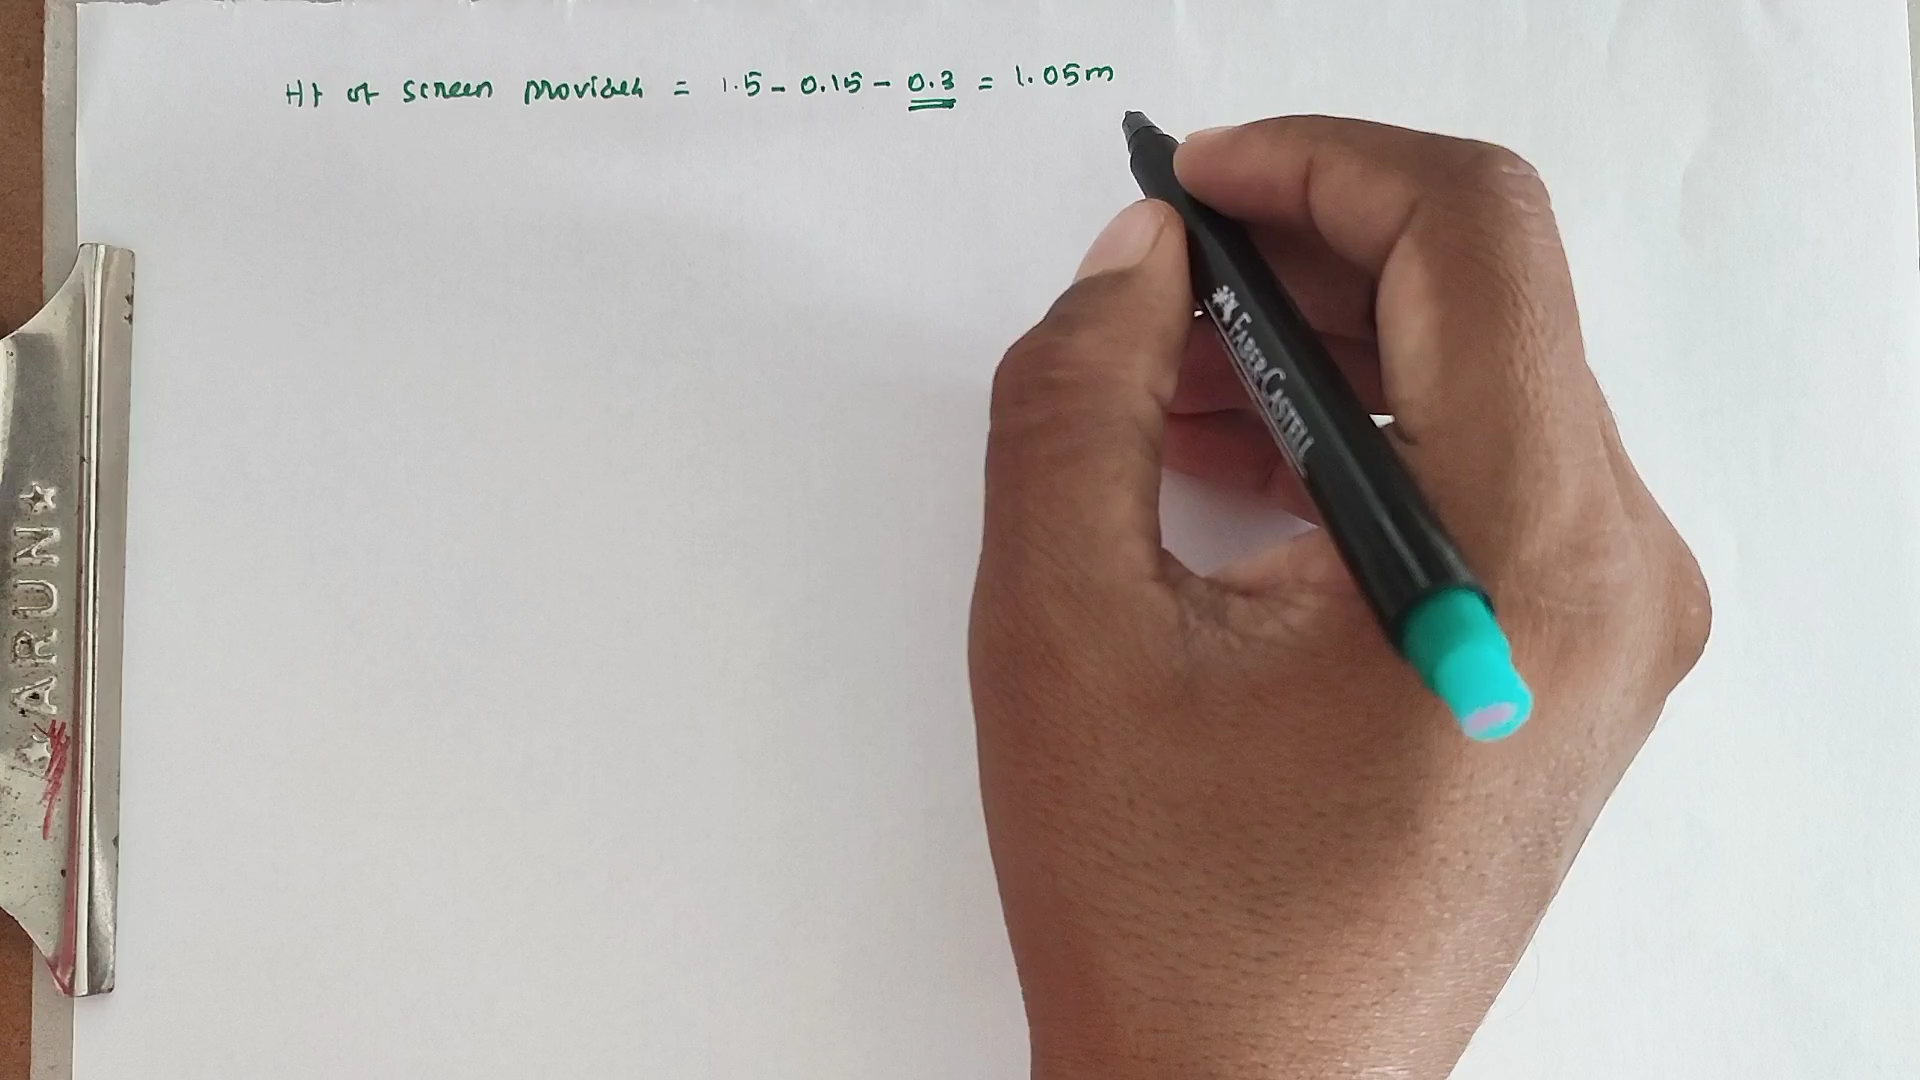 Ht of screen provided = 1.5 - 0.15 - 0.3 = 1.05m
FABER-CASTELL
ARUN